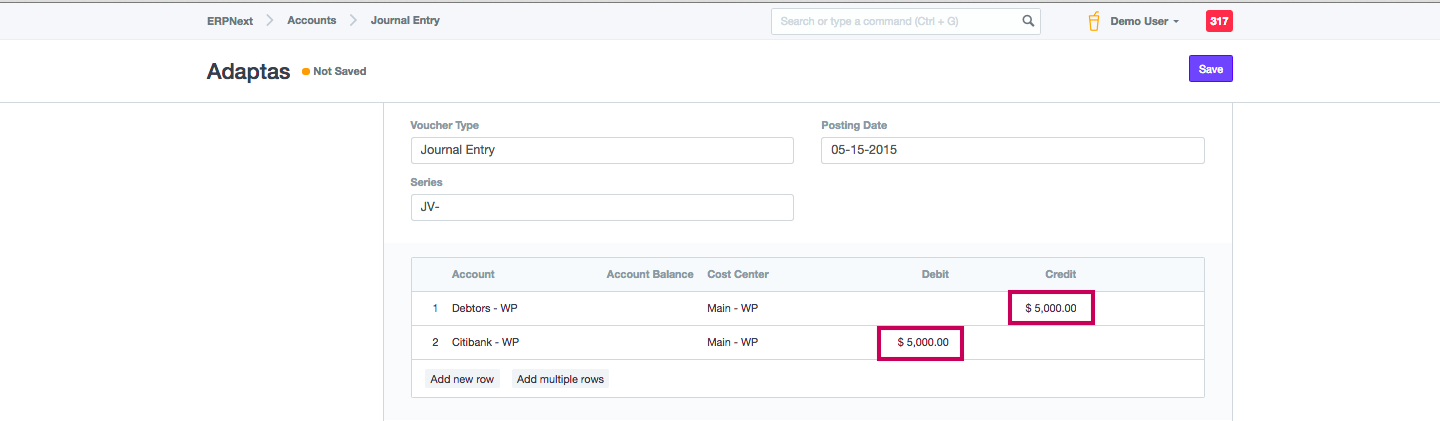 ERPNext Accounts Journal Entry Search or type a command (Ctrl + G) Demo User 317
Adaptas Not Saved Save
Voucher Type Posting Date
Journal Entry 05-15-2015
Series
JV-
Account Account Balance Cost Center Debit Credit
1 Debtors - WP Main - WP $ 5,000.00
2 Citibank - WP Main - WP $ 5,000.00
Add new row Add multiple rows